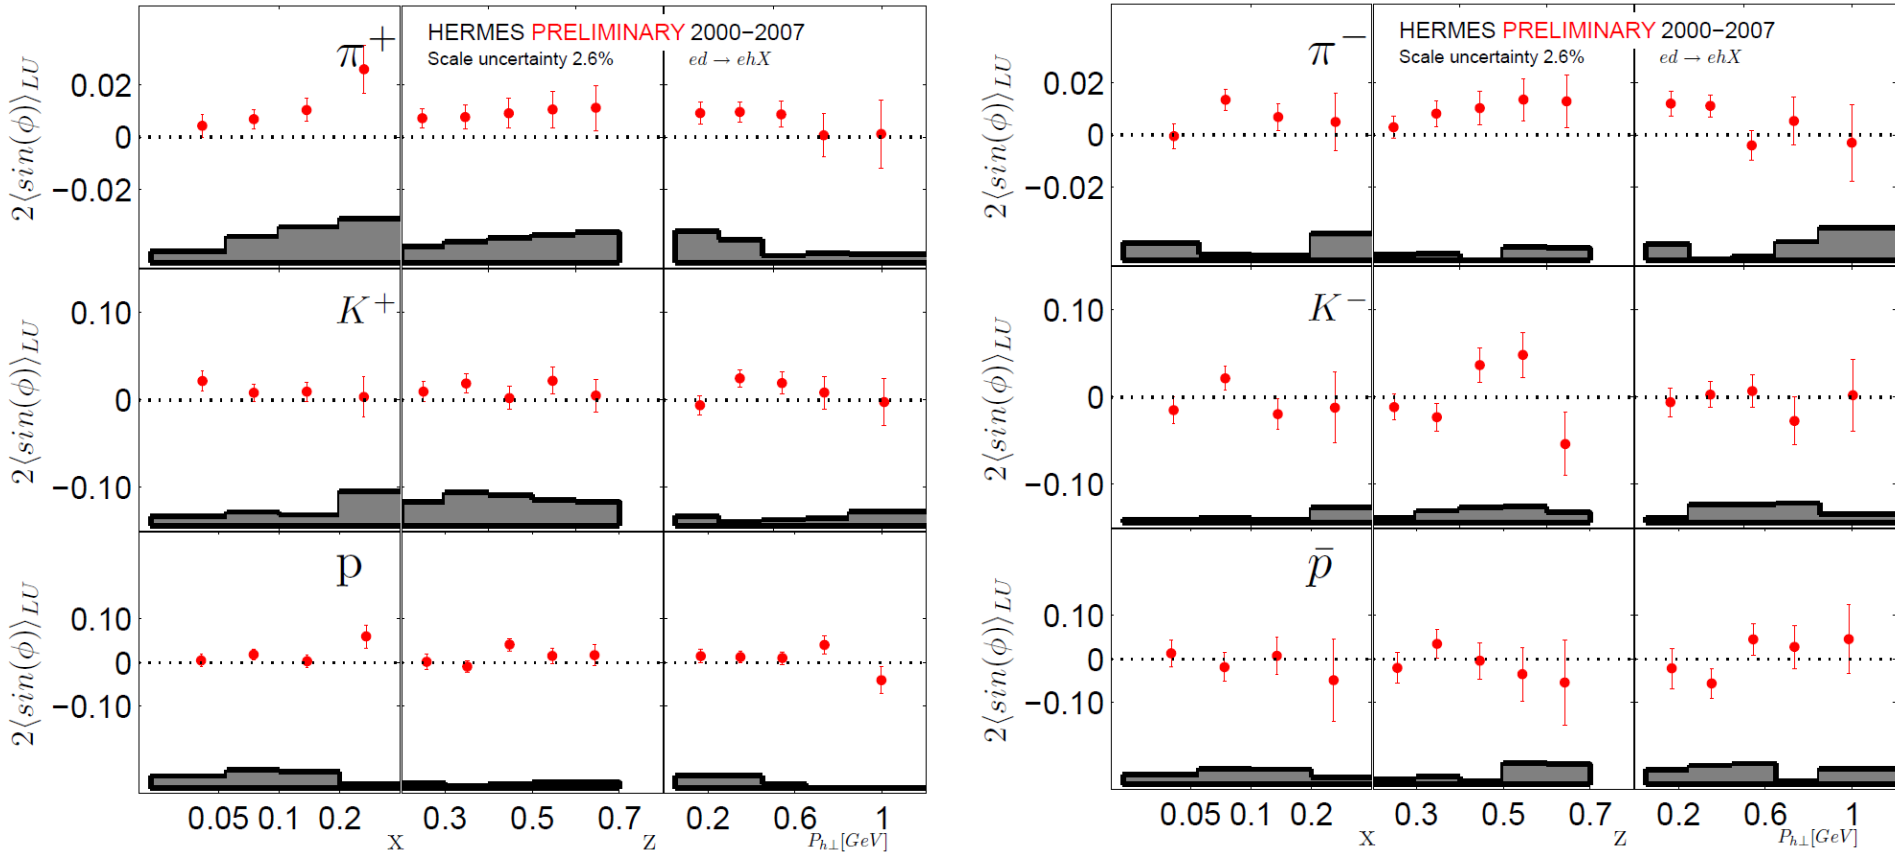 π+
HERMES PRELIMINARY 2000−2007
Scale uncertainty 2.6%
ed → ehX
2⟨sin(ϕ)⟩LU
0.02
0
−0.02
K+
2⟨sin(ϕ)⟩LU
0.10
0
−0.10
p
2⟨sin(ϕ)⟩LU
0.10
0
−0.10
0.05 0.1 0.2
X
0.3 0.5 0.7
Z
0.2 0.6 1
Ph⊥[GeV]
π−
HERMES PRELIMINARY 2000−2007
Scale uncertainty 2.6%
ed → ehX
2⟨sin(ϕ)⟩LU
0.02
0
−0.02
K−
2⟨sin(ϕ)⟩LU
0.10
0
−0.10
p̄
2⟨sin(ϕ)⟩LU
0.10
0
−0.10
0.05 0.1 0.2
X
0.3 0.5 0.7
Z
0.2 0.6 1
Ph⊥[GeV]